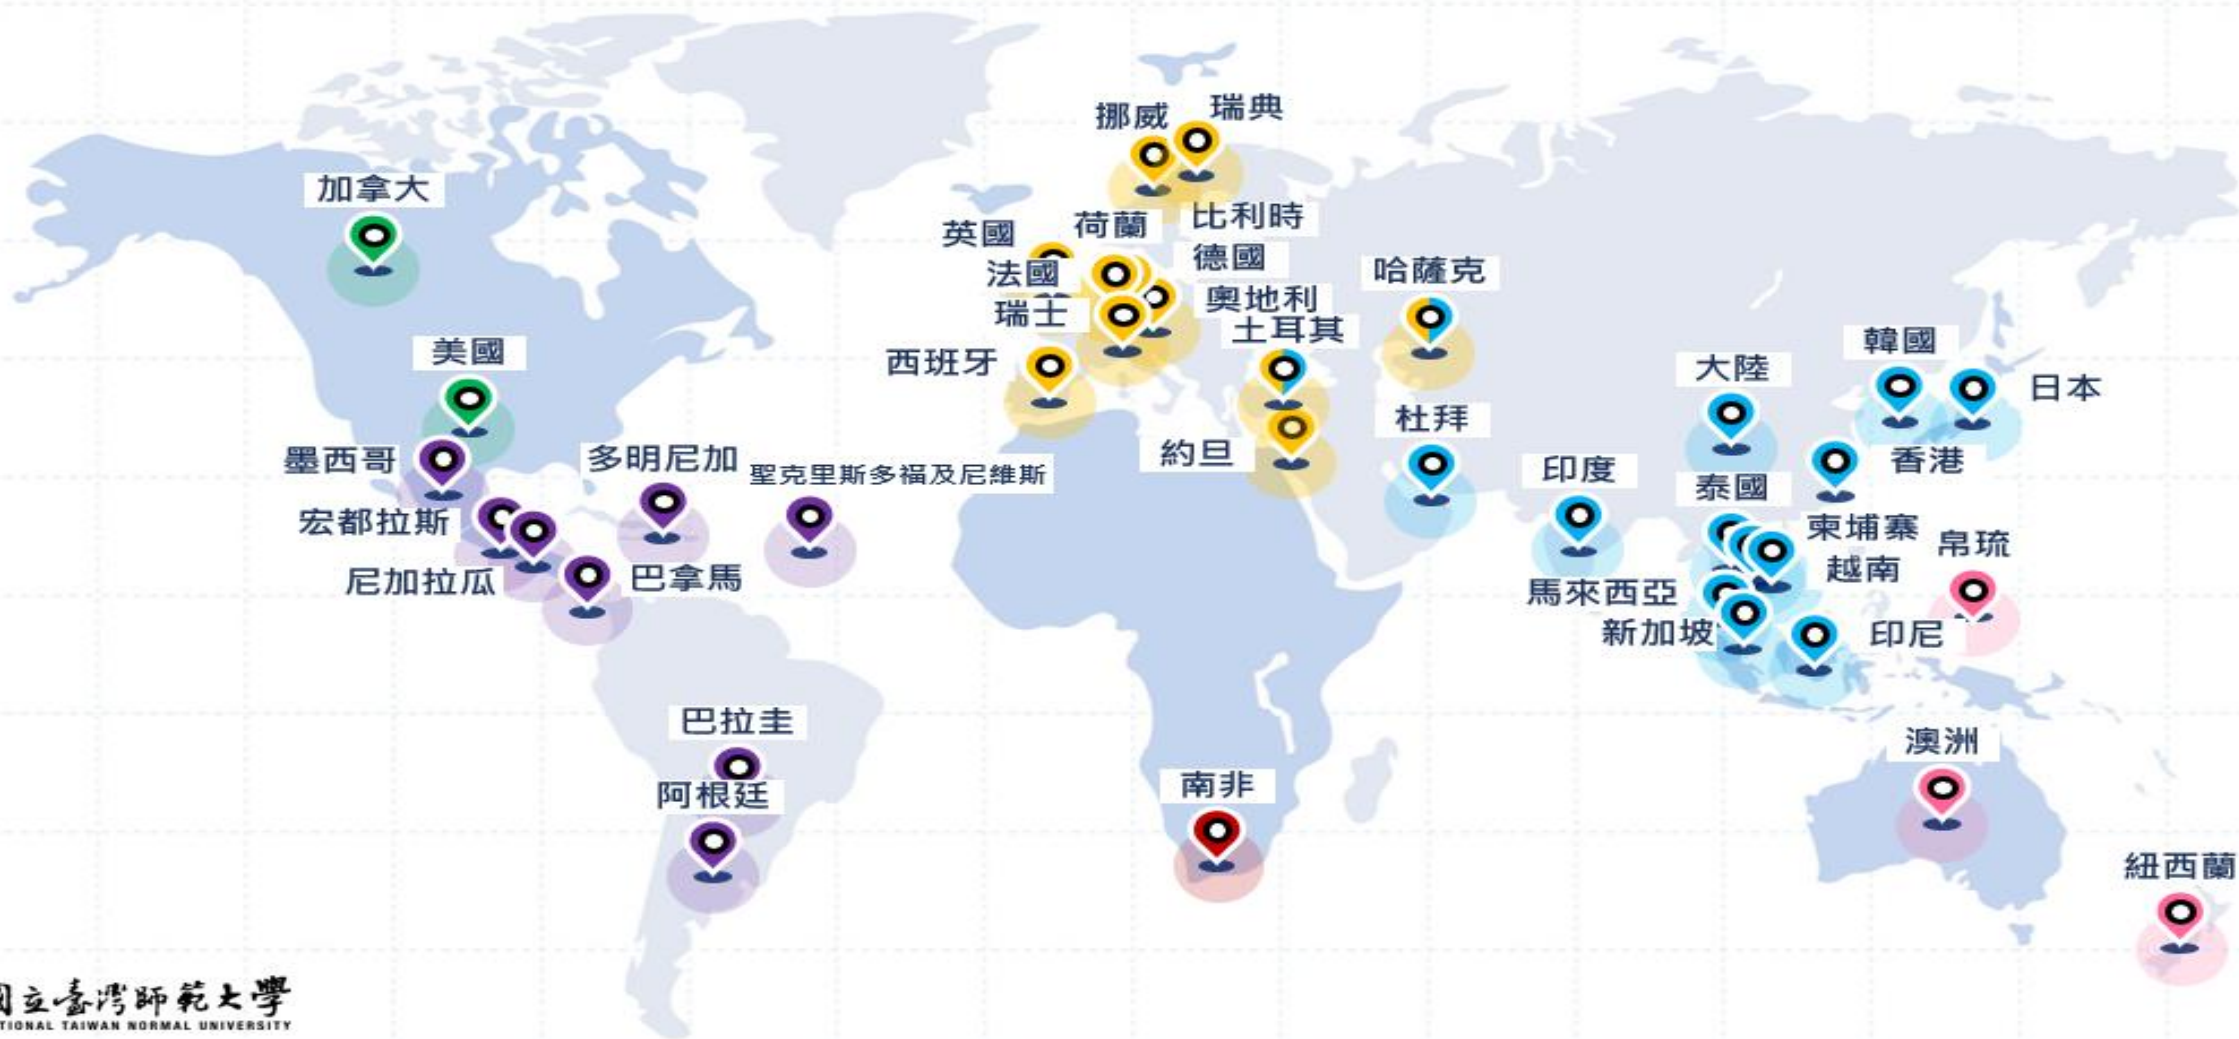 挪威
瑞典
加拿大
英國
荷蘭
比利時
法國
德國
哈薩克
瑞士
奧地利
土耳其
美國
西班牙
大陸
韓國
日本
杜拜
墨西哥
多明尼加
聖克里斯多福及尼維斯
約旦
印度
泰國
香港
宏都拉斯
柬埔寨
帛琉
尼加拉瓜
巴拿馬
越南
馬來西亞
新加坡
印尼
巴拉圭
澳洲
阿根廷
南非
紐西蘭
國立臺灣師範大學
TIONAL TAIWAN NORMAL UNIVERSITY